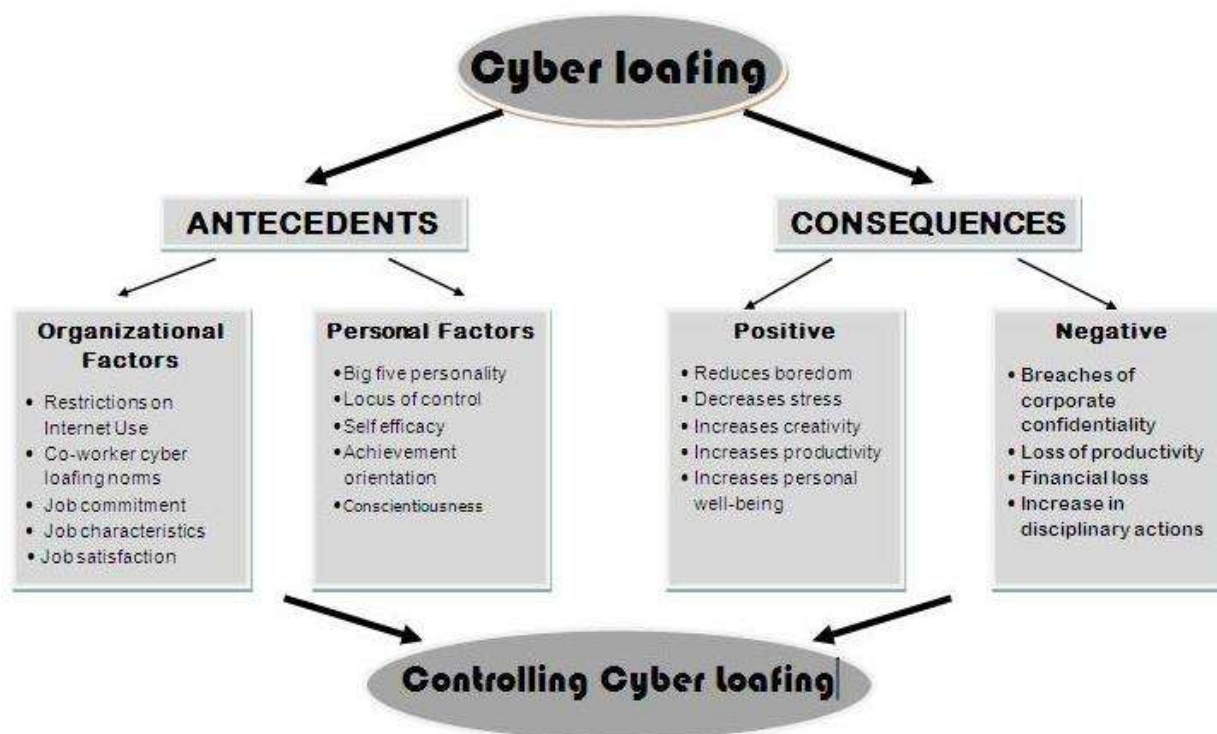 Cyber loafing
ANTECEDENTS
CONSEQUENCES
Organizational
Factors
• Restrictions on
Internet Use
• Co-worker cyber
loafing norms
• Job commitment
• Job characteristics
• Job satisfaction
Personal Factors
• Big five personality
• Locus of control
• Self efficacy
• Achievement
orientation
• Conscientiousness
Positive
• Reduces boredom
• Decreases stress
• Increases creativity
• Increases productivity
• Increases personal
well-being
Negative
• Breaches of
corporate
confidentiality
• Loss of productivity
• Financial loss
• Increase in
disciplinary actions
Controlling Cyber Loafing